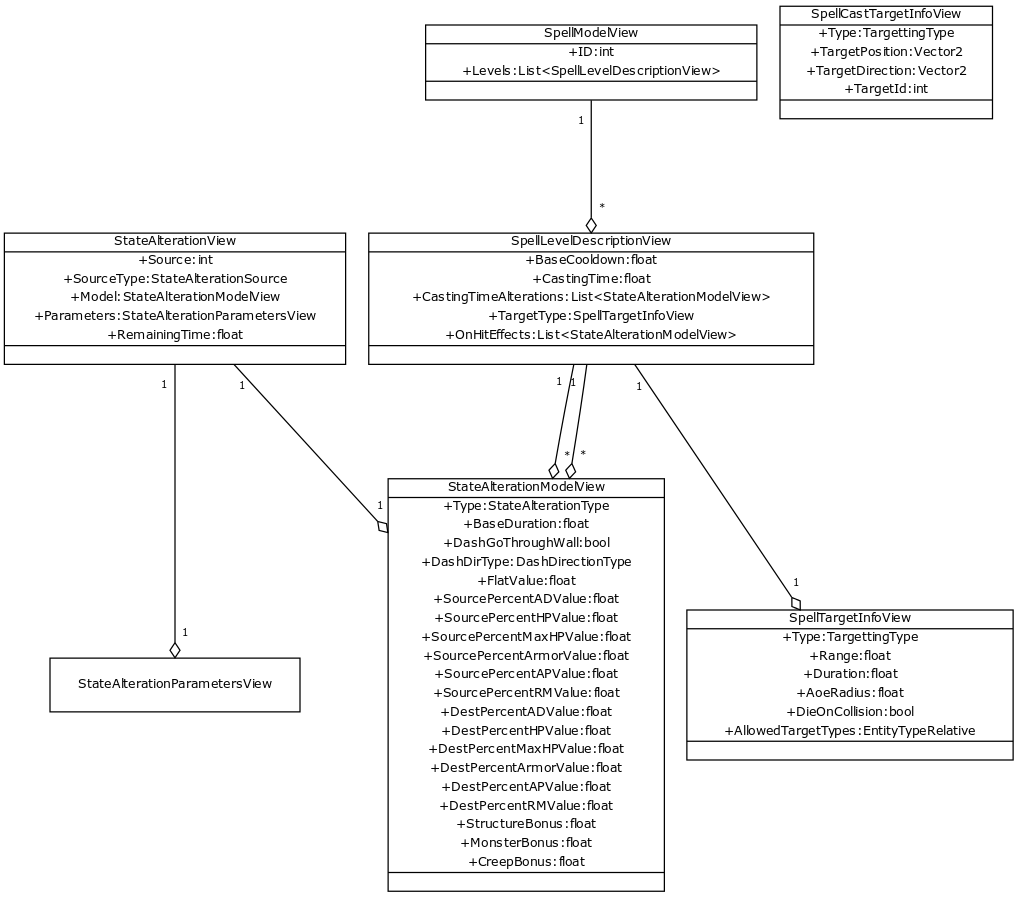 SpellModelView
+ID:int
+Levels:List<SpellLevelDescriptionView>
SpellCastTargetInfoView
+Type:TargettingType
+TargetPosition:Vector2
+TargetDirection:Vector2
+TargetId:int
1
*
StateAlterationView
+Source:int
+SourceType:StateAlterationSource
+Model:StateAlterationModelView
+Parameters:StateAlterationParametersView
+RemainingTime:float
SpellLevelDescriptionView
+BaseCooldown:float
+CastingTime:float
+CastingTimeAlterations:List<StateAlterationModelView>
+TargetType:SpellTargetInfoView
+OnHitEffects:List<StateAlterationModelView>
1
1
1
1
1
*
*
1
1
1
StateAlterationModelView
+Type:StateAlterationType
+BaseDuration:float
+DashGoThroughWall:bool
+DashDirType:DashDirectionType
+FlatValue:float
+SourcePercentADValue:float
+SourcePercentHPValue:float
+SourcePercentMaxHPValue:float
+SourcePercentArmorValue:float
+SourcePercentAPValue:float
+SourcePercentRMValue:float
+DestPercentADValue:float
+DestPercentHPValue:float
+DestPercentMaxHPValue:float
+DestPercentArmorValue:float
+DestPercentAPValue:float
+DestPercentRMValue:float
+StructureBonus:float
+MonsterBonus:float
+CreepBonus:float
StateAlterationParametersView
SpellTargetInfoView
+Type:TargettingType
+Range:float
+Duration:float
+AoeRadius:float
+DieOnCollision:bool
+AllowedTargetTypes:EntityTypeRelative